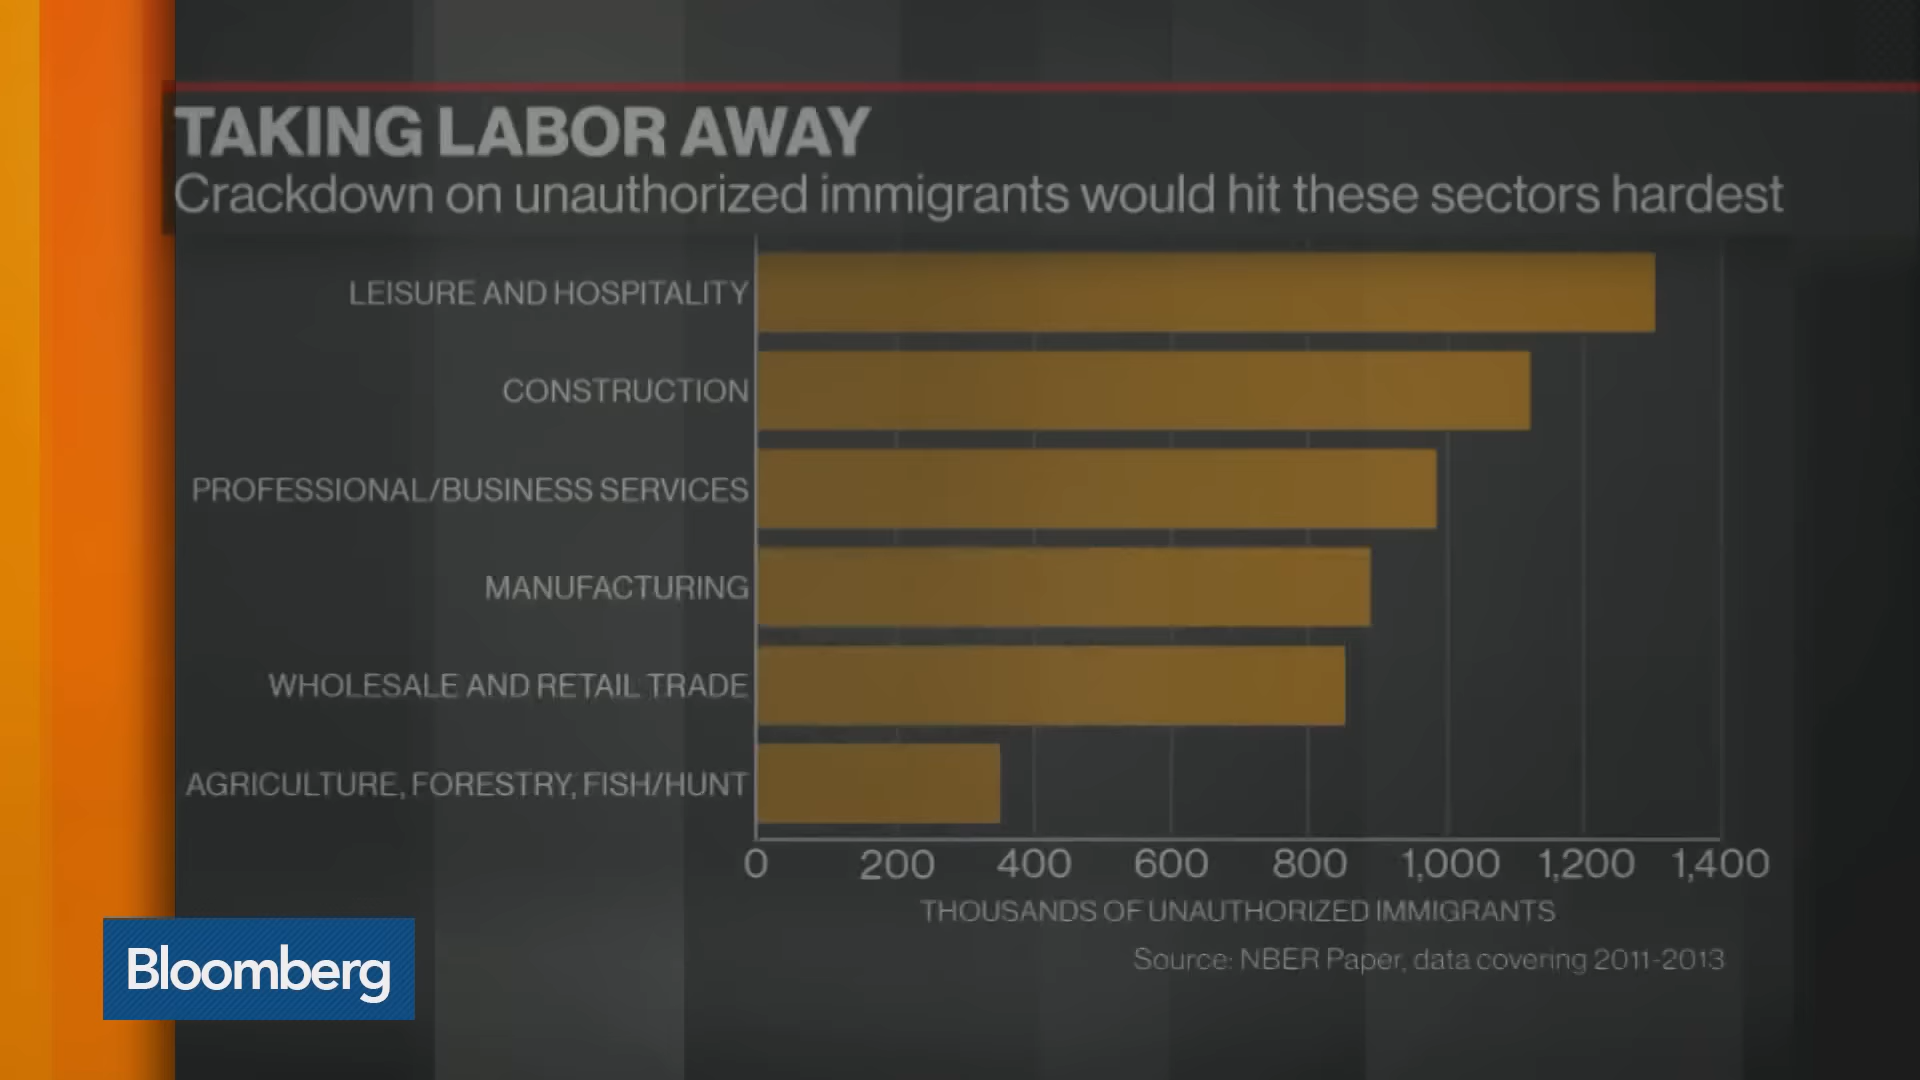 TAKING LABOR AWAY
Crackdown on unauthorized immigrants would hit these sectors hardest
LEISURE AND HOSPITALITY
CONSTRUCTION
PROFESSIONAL/BUSINESS SERVICES
MANUFACTURING
WHOLESALE AND RETAIL TRADE
AGRICULTURE, FORESTRY, FISH/HUNT
0 200 400 600 800 1,000 1,200 1,400
THOUSANDS OF UNAUTHORIZED IMMIGRANTS
Source: NBER Paper, data covering 2011-2013
Bloomberg